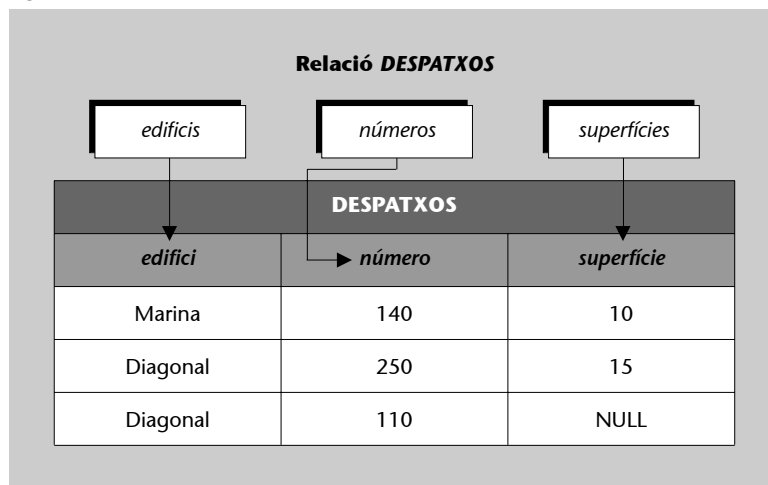 Relació DESPATXOS
edificis números superfícies
DESPATXOS
edifici número superfície
Marina 140 10
Diagonal 250 15
Diagonal 110 NULL